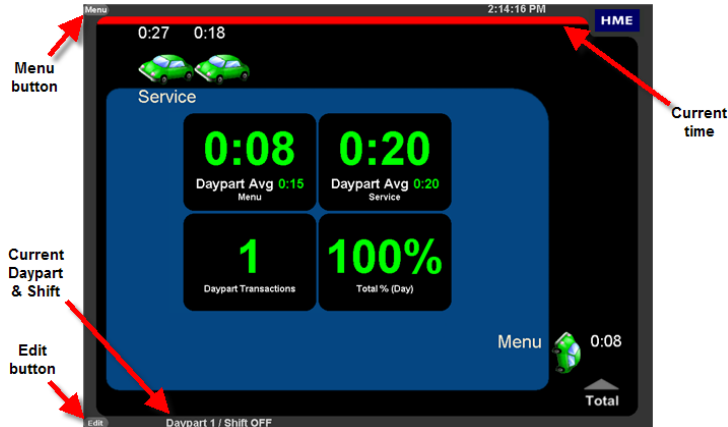 Menu
2:14:16 PM
HME
0:27 0:18
Menu
button
Current
time
Service
0:08 0:20
Daypart Avg 0:15 Daypart Avg 0:20
Menu Service
1 100%
Daypart Transactions Total % (Day)
Current
Daypart
& Shift
Menu 0:08
Edit
button
Total
Edit
Daypart 1 / Shift OFF